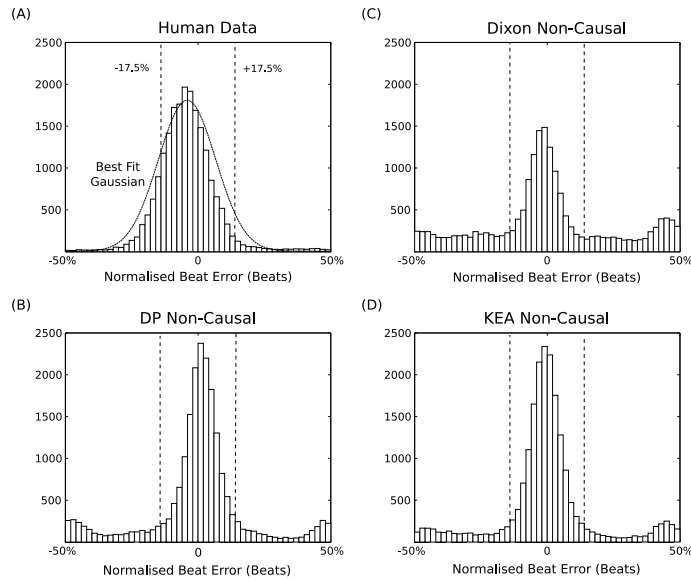 (A)
Human Data
2500
2000
1500
1000
500
-17.5%
+17.5%
Best Fit
Gaussian
-50%
0
50%
Normalised Beat Error (Beats)
(C)
Dixon Non-Causal
2500
2000
1500
1000
500
-50%
0
50%
Normalised Beat Error (Beats)
(B)
DP Non-Causal
2500
2000
1500
1000
500
-50%
0
50%
Normalised Beat Error (Beats)
(D)
KEA Non-Causal
2500
2000
1500
1000
500
-50%
0
50%
Normalised Beat Error (Beats)